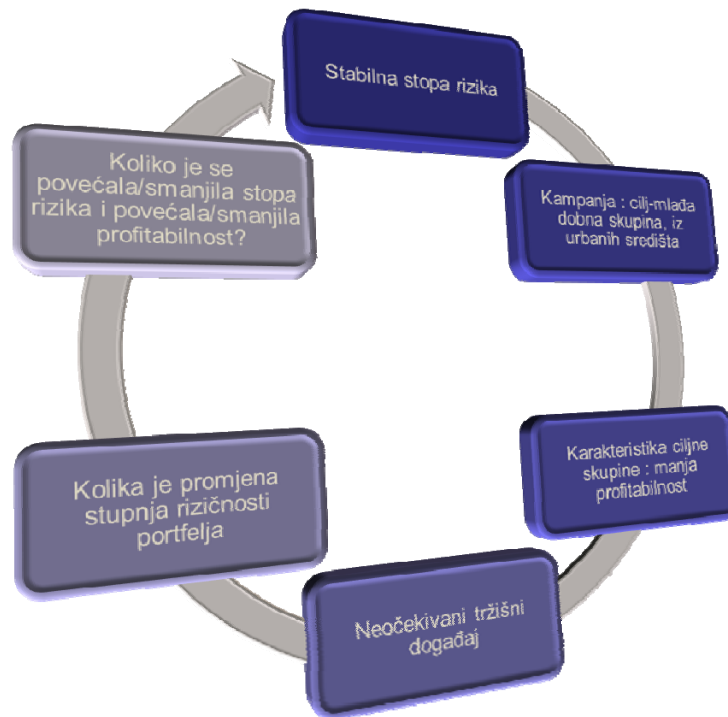 Stabilna stopa rizika
Kampanja : cilj-mlađa
dobna skupina, iz
urbanih središta
Karakteristika ciljne
skupine : manja
profitabilnost
Neočekivani tržišni
događaj
Kolika je promjena
stupnja rizičnosti
portfelja
Koliko je se
povećala/smanjila stopa
rizika i povećala/smanjila
profitabilnost?